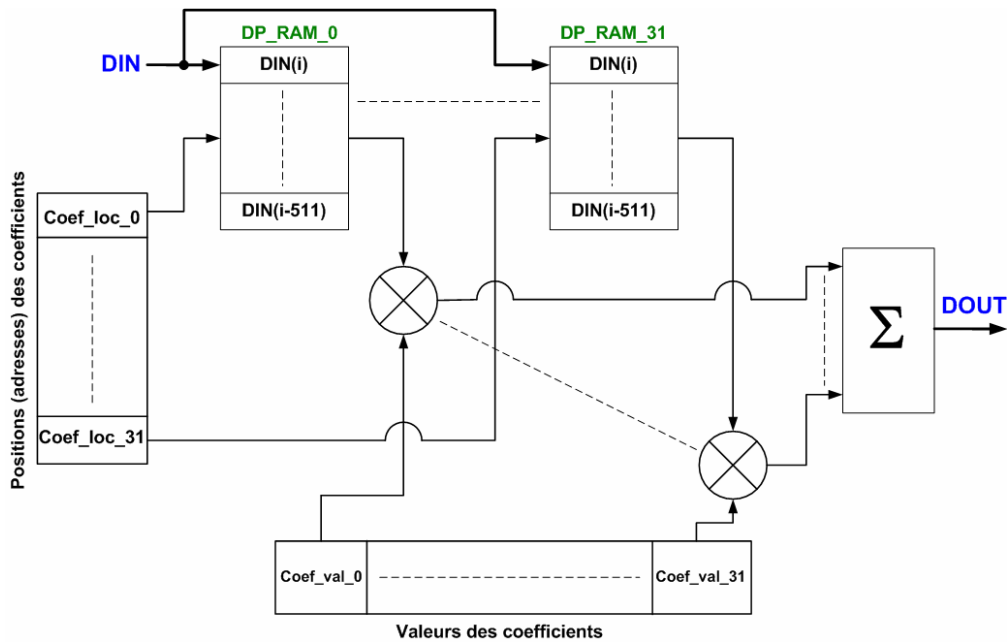 DP_RAM_0
DP_RAM_31
DIN
DIN(i)
DIN(i)
DIN(i-511)
DIN(i-511)
Positions (adresses) des coefficients
Coef_loc_0
Coef_loc_31
Σ
DOUT
Coef_val_0
Coef_val_31
Valeurs des coefficients